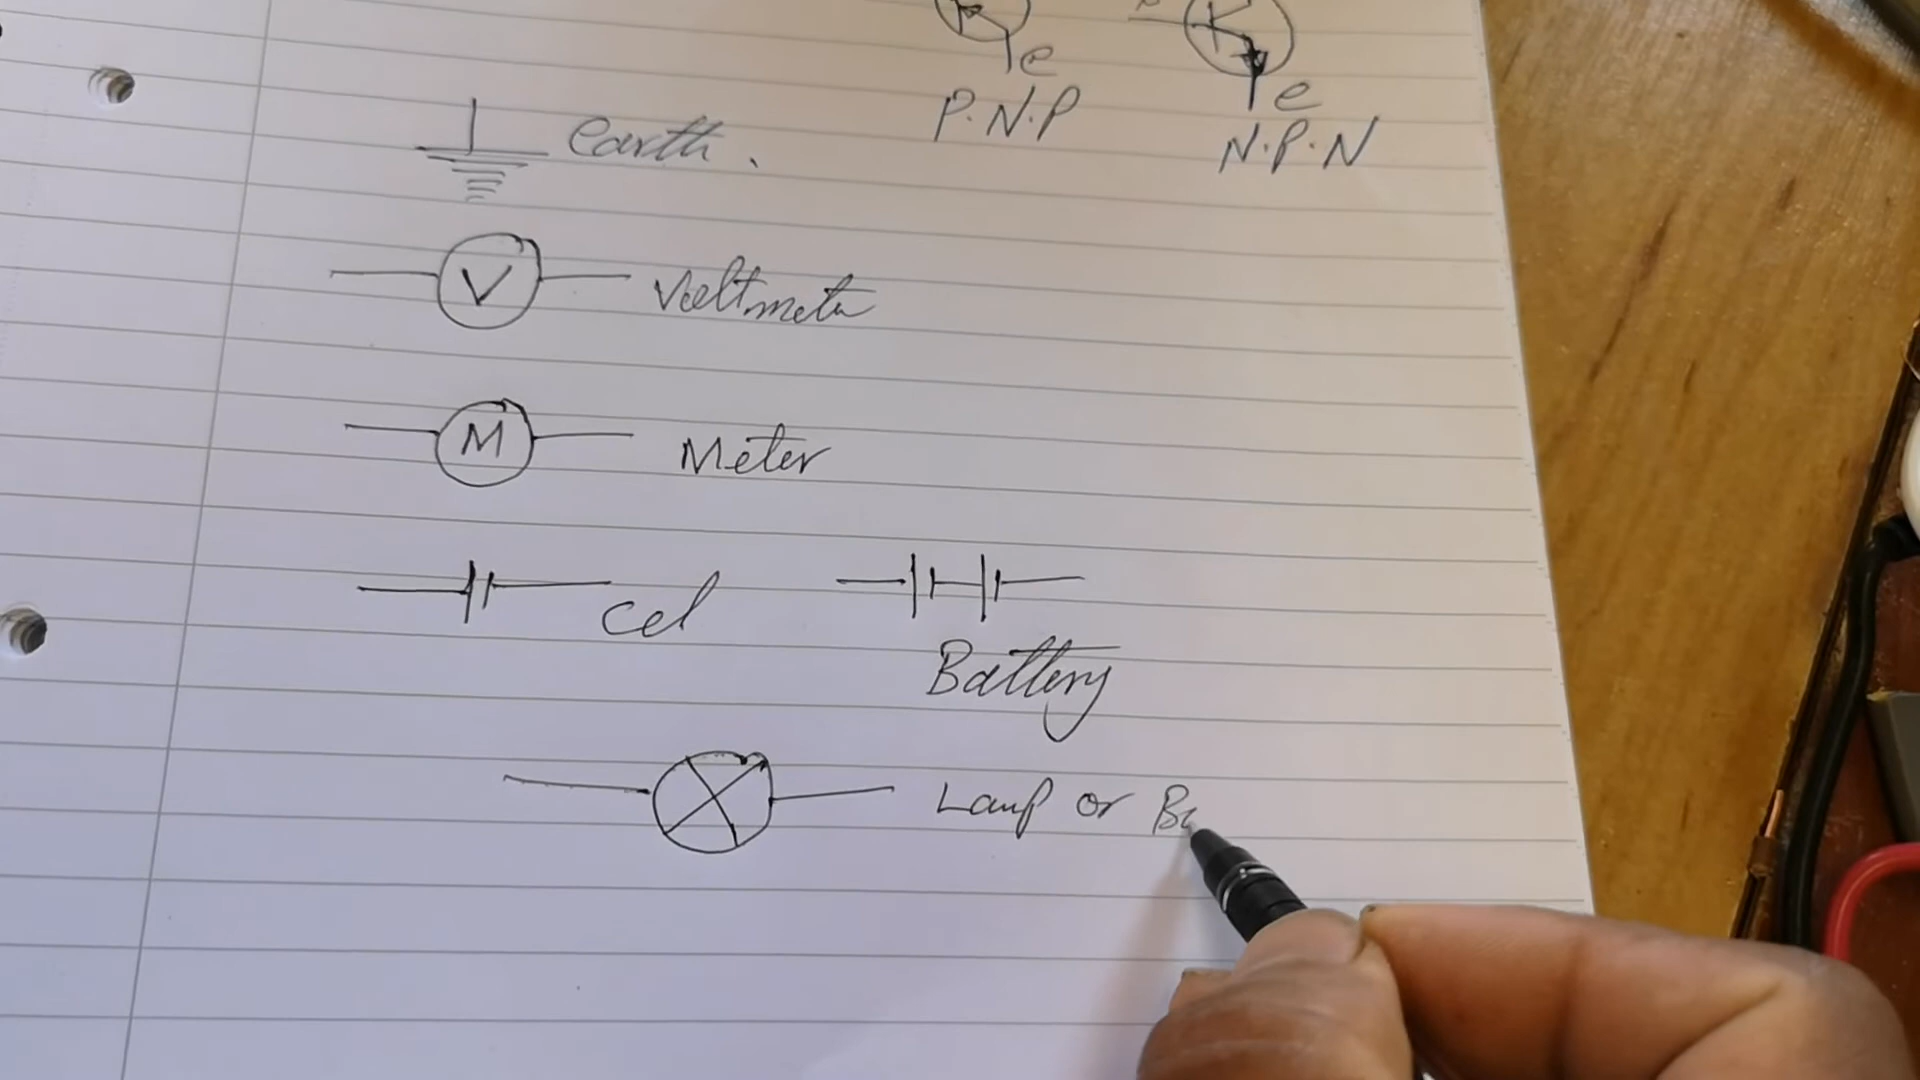 e e
P.N.P N.P.N
earth.
V Voltmeter
M Meter
Cel
Battery
Lamp or